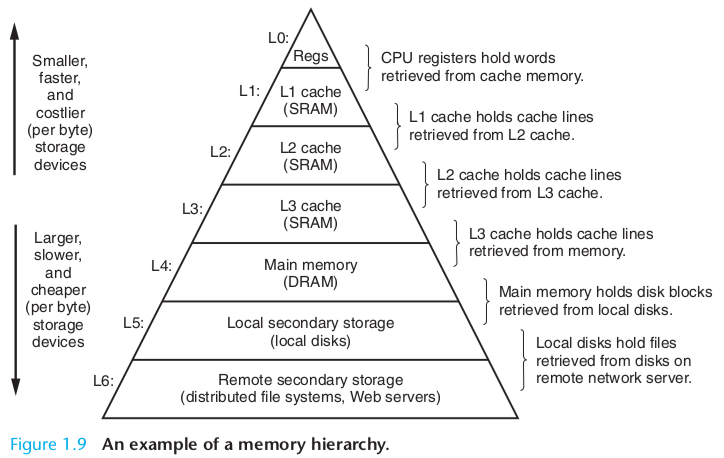 Smaller,
faster,
and
costlier
(per byte)
storage
devices
Larger,
slower,
and
cheaper
(per byte)
storage
devices
L0:
Regs
L1:
L1 cache
(SRAM)
L2:
L2 cache
(SRAM)
L3:
L3 cache
(SRAM)
L4:
Main memory
(DRAM)
L5:
Local secondary storage
(local disks)
L6:
Remote secondary storage
(distributed file systems, Web servers)
CPU registers hold words
retrieved from cache memory.
L1 cache holds cache lines
retrieved from L2 cache.
L2 cache holds cache lines
retrieved from L3 cache.
L3 cache holds cache lines
retrieved from memory.
Main memory holds disk blocks
retrieved from local disks.
Local disks hold files
retrieved from disks on
remote network server.
Figure 1.9 An example of a memory hierarchy.